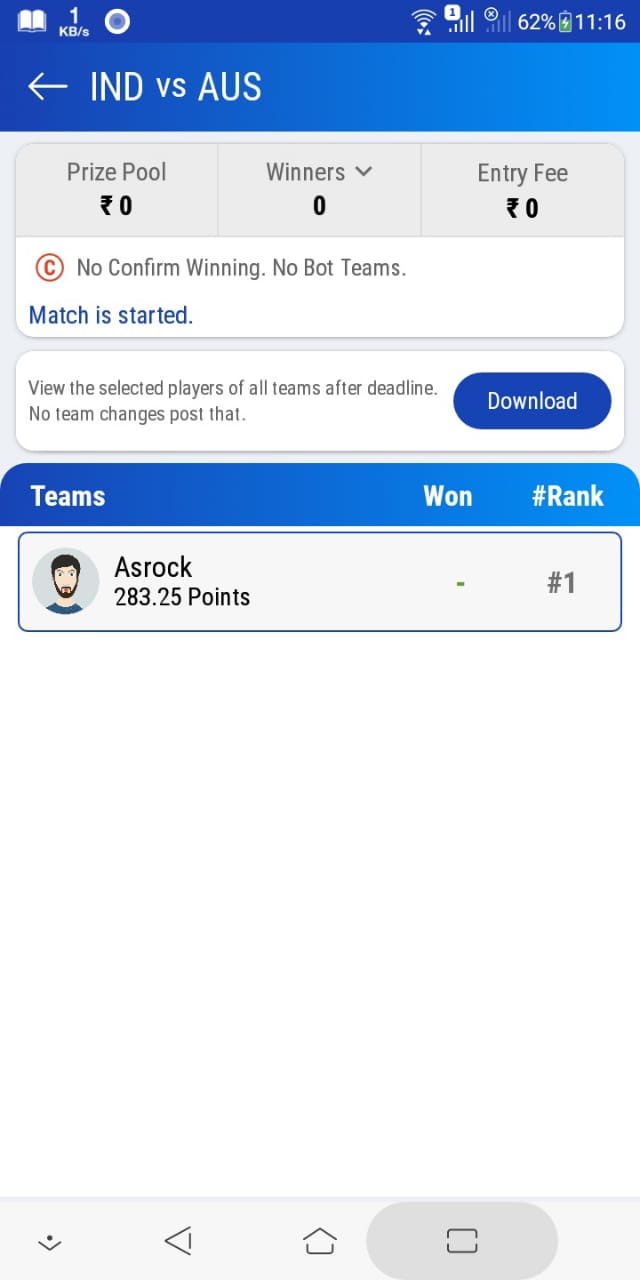 1 KB/s 1 62% 11:16
IND vs AUS
Prize Pool Winners Entry Fee
₹ 0 0 ₹ 0
C No Confirm Winning. No Bot Teams.
Match is started.
View the selected players of all teams after deadline.
No team changes post that.
Download
Teams Won #Rank
Asrock
283.25 Points
- #1